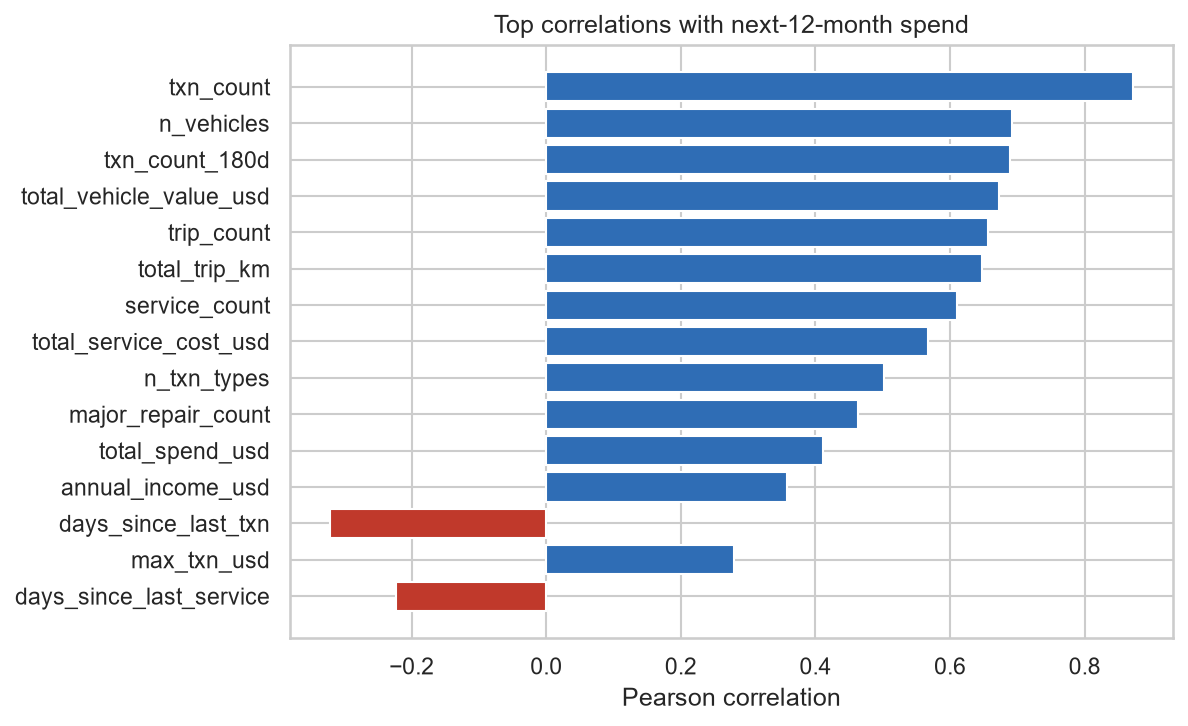 Top correlations with next-12-month spend
txn_count
n_vehicles
txn_count_180d
total_vehicle_value_usd
trip_count
total_trip_km
service_count
total_service_cost_usd
n_txn_types
major_repair_count
total_spend_usd
annual_income_usd
days_since_last_txn
max_txn_usd
days_since_last_service
−0.2 0.0 0.2 0.4 0.6 0.8
Pearson correlation